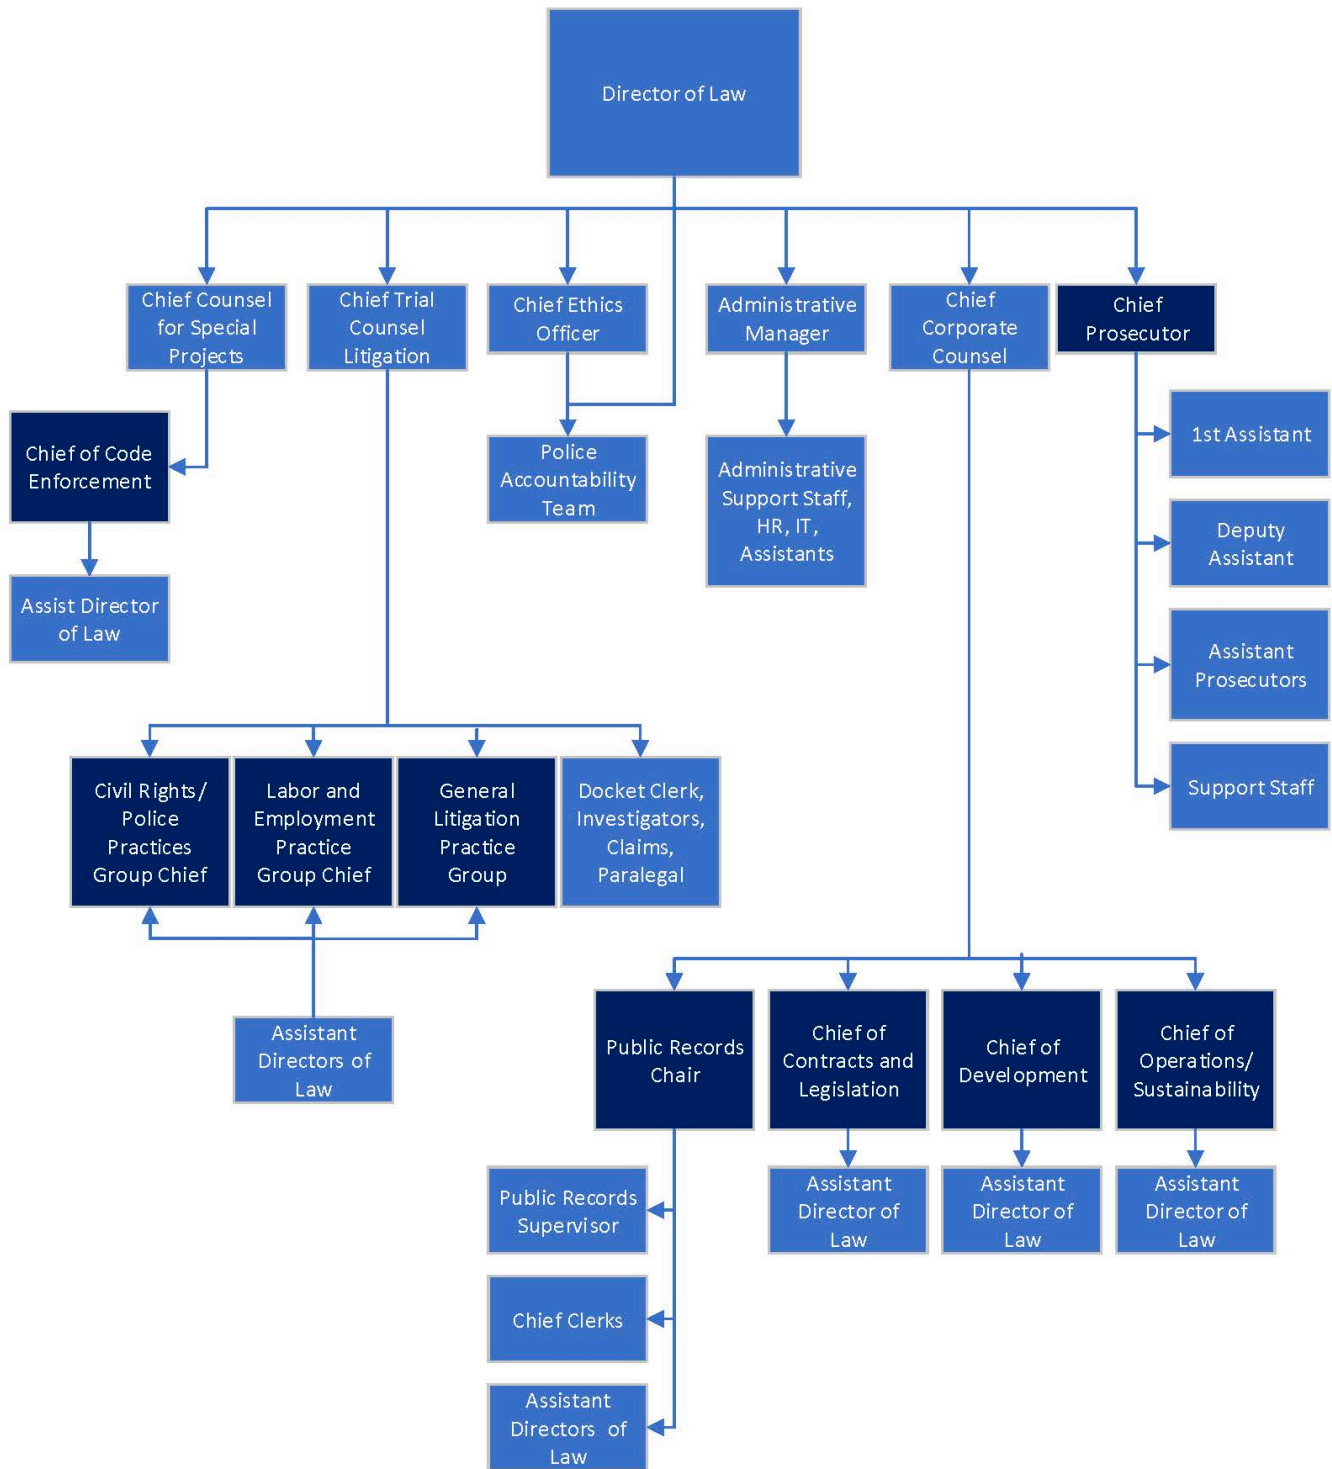 Director of Law
Chief Counsel
for Special
Projects
Chief Trial
Counsel
Litigation
Chief Ethics
Officer
Administrative
Manager
Chief
Corporate
Counsel
Chief
Prosecutor
Chief of Code
Enforcement
Assist Director
of Law
Police
Accountability
Team
Administrative
Support Staff,
HR, IT,
Assistants
1st Assistant
Deputy
Assistant
Assistant
Prosecutors
Support Staff
Civil Rights/
Police
Practices
Group Chief
Labor and
Employment
Practice
Group Chief
General
Litigation
Practice
Group
Docket Clerk,
Investigators,
Claims,
Paralegal
Assistant
Directors of
Law
Public Records
Chair
Chief of
Contracts and
Legislation
Chief of
Development
Chief of
Operations/
Sustainability
Public Records
Supervisor
Chief Clerks
Assistant
Directors of
Law
Assistant
Director of
Law
Assistant
Director of
Law
Assistant
Director of
Law